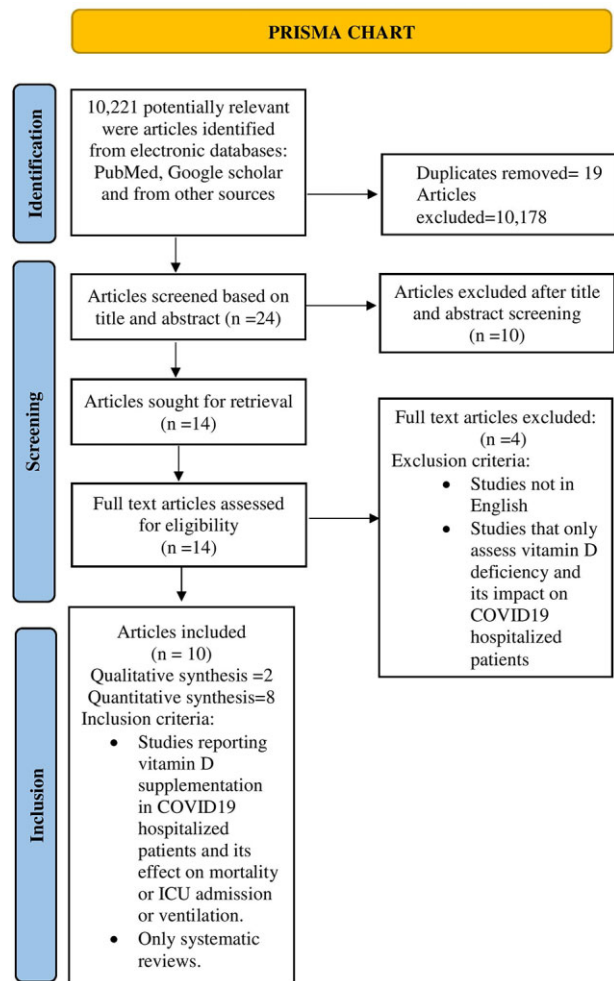 PRISMA CHART
Identification
10,221 potentially relevant
were articles identified
from electronic databases:
PubMed, Google scholar
and from other sources
Duplicates removed= 19
Articles
excluded=10,178
Screening
Articles screened based on
title and abstract (n =24)
Articles excluded after title
and abstract screening
(n =10)
Articles sought for retrieval
(n =14)
Full text articles assessed
for eligibility
(n =14)
Full text articles excluded:
(n =4)
Exclusion criteria:
• Studies not in
English
• Studies that only
assess vitamin D
deficiency and
its impact on
COVID19
hospitalized
patients
Inclusion
Articles included
(n = 10)
Qualitative synthesis =2
Quantitative synthesis=8
Inclusion criteria:
• Studies reporting
vitamin D
supplementation
in COVID19
hospitalized
patients and its
effect on mortality
or ICU admission
or ventilation.
• Only systematic
reviews.